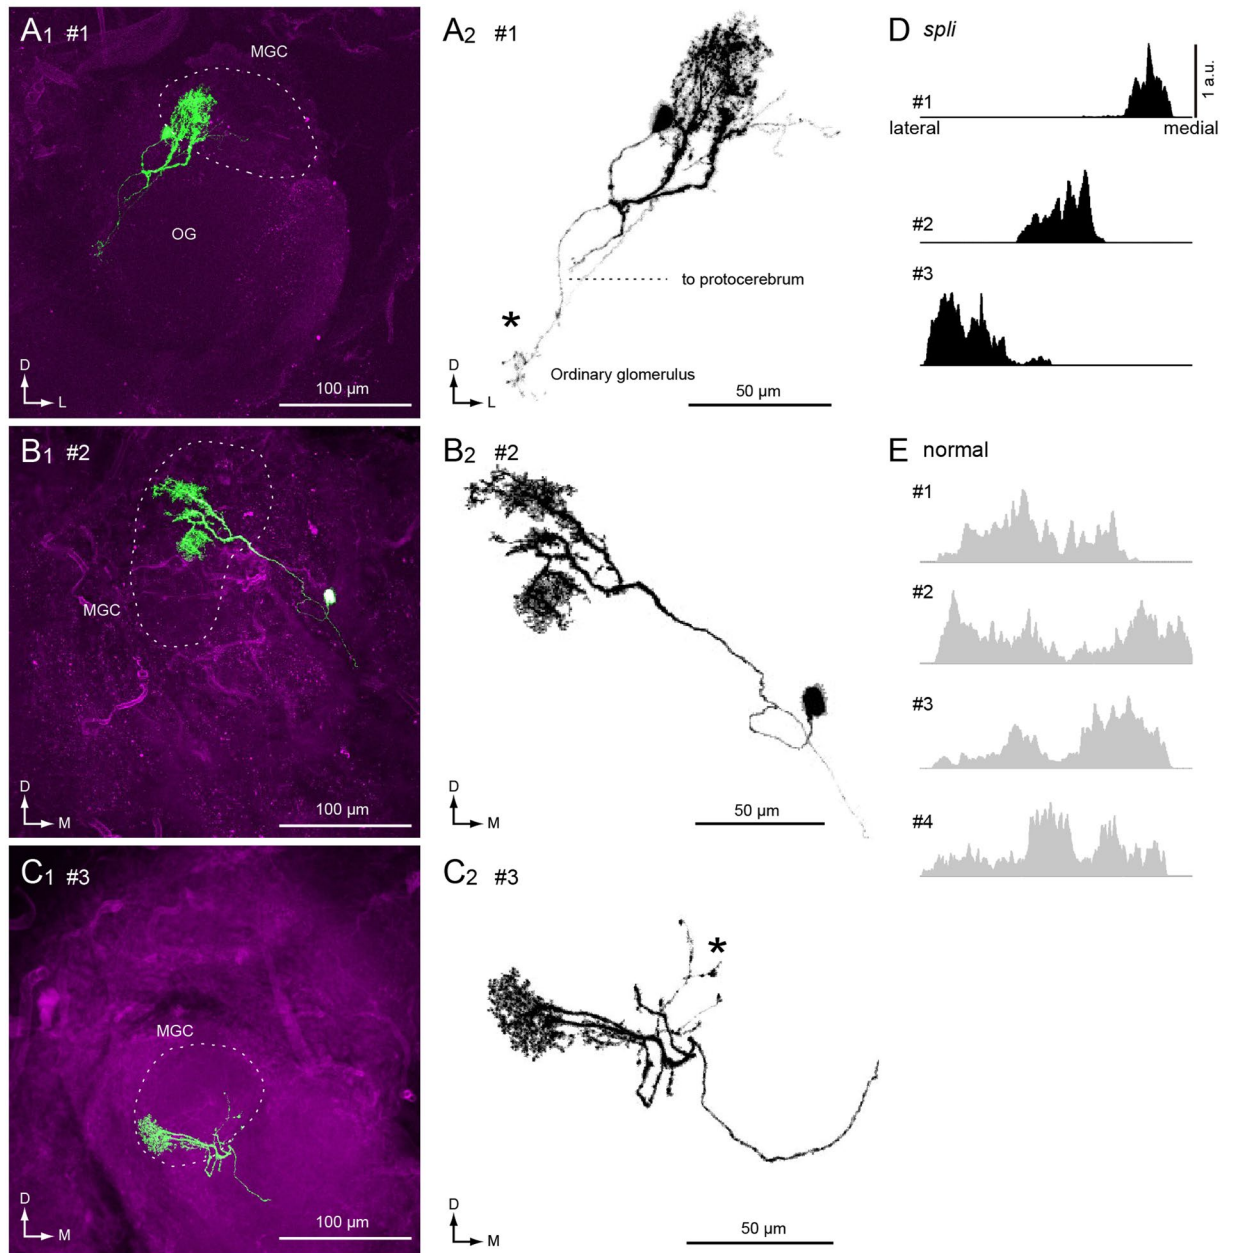 A1 #1
MGC
OG
D
L
100 µm
A2 #1
to protocerebrum
*
Ordinary glomerulus
D
L
50 µm
B1 #2
MGC
D
M
100 µm
B2 #2
D
M
50 µm
C1 #3
MGC
D
M
100 µm
C2 #3
*
D
M
50 µm
D spli
#1
lateral
medial
1 a.u.
#2
#3
E normal
#1
#2
#3
#4